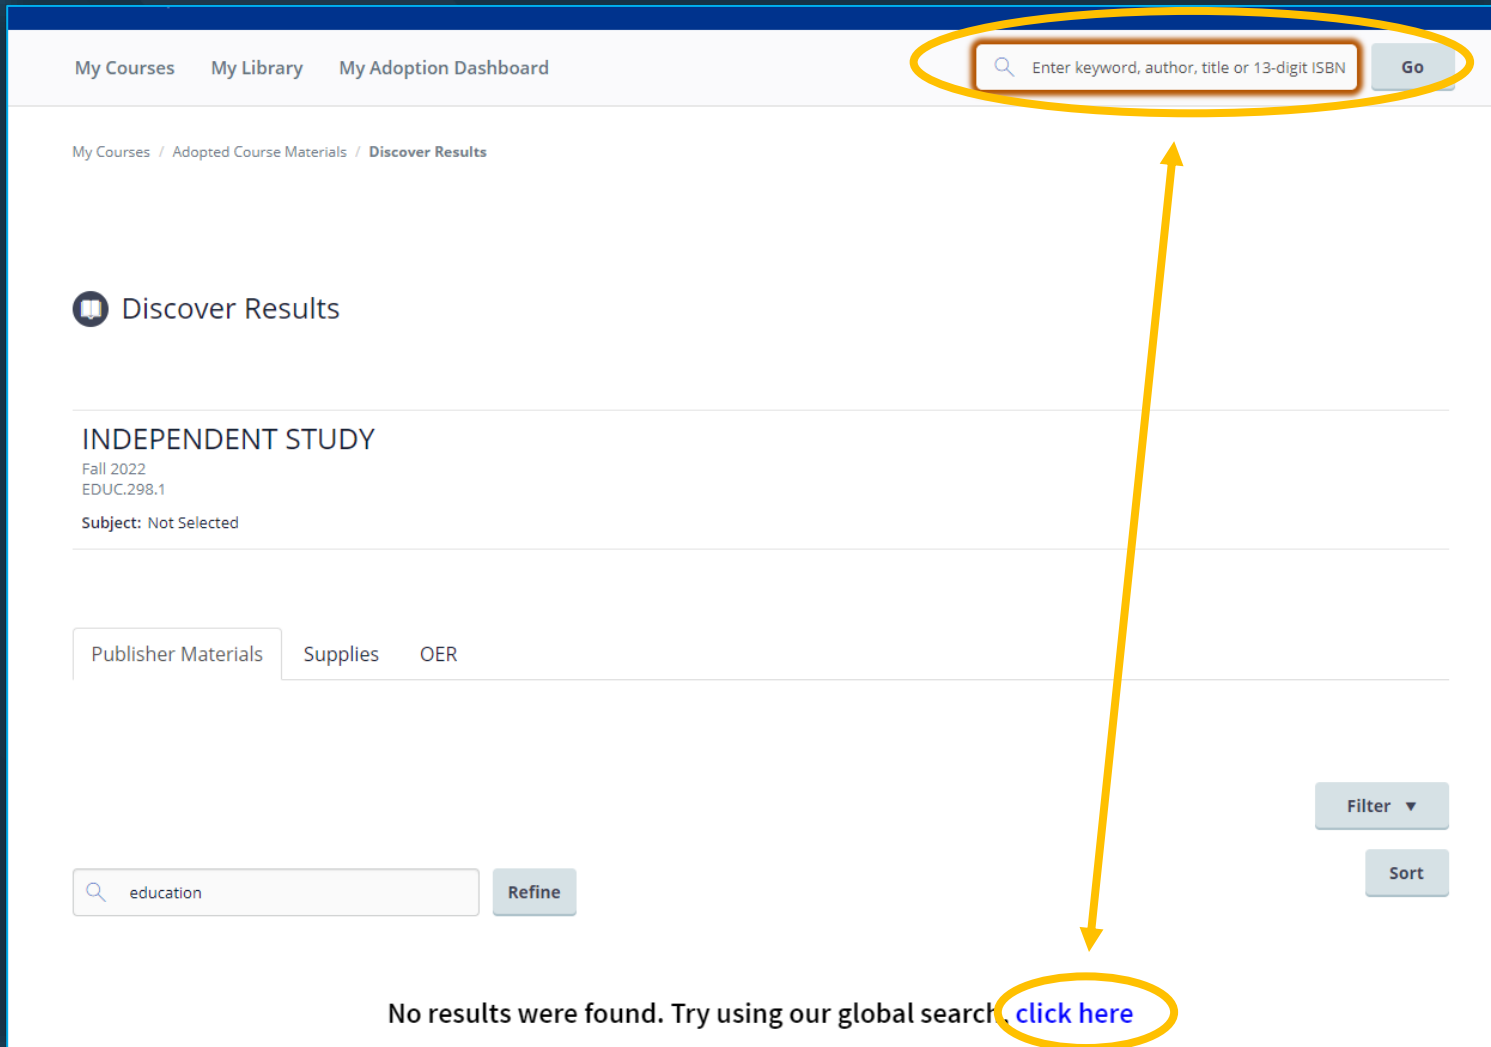 My Courses My Library My Adoption Dashboard Enter keyword, author, title or 13-digit ISBN Go
My Courses / Adopted Course Materials / Discover Results
Discover Results
INDEPENDENT STUDY
Fall 2022
EDUC.298.1
Subject: Not Selected
Publisher Materials Supplies OER
Filter ▼
Sort
education Refine
No results were found. Try using our global search, click here